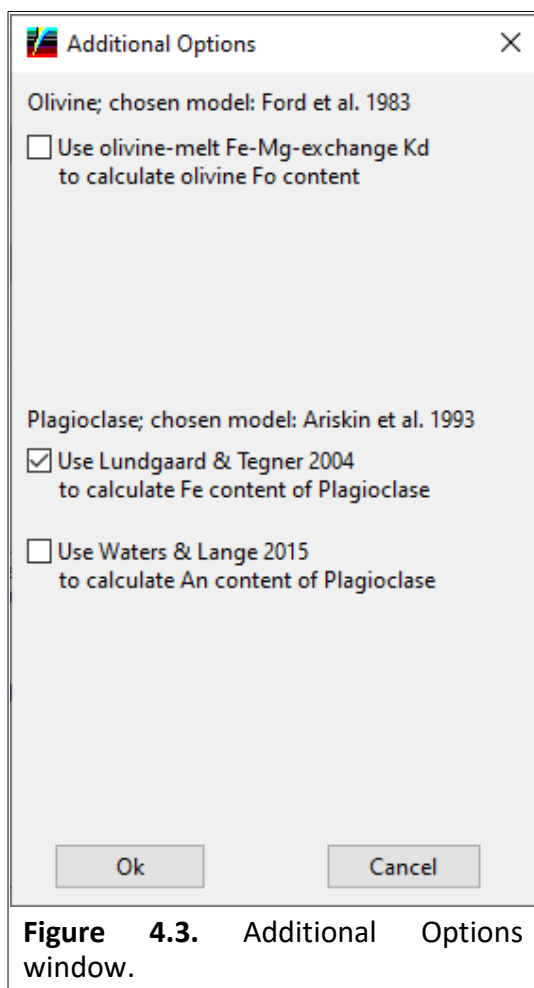 Additional Options
Olivine; chosen model: Ford et al. 1983
Use olivine-melt Fe-Mg-exchange Kd
to calculate olivine Fo content
Plagioclase; chosen model: Ariskin et al. 1993
Use Lundgaard & Tegner 2004
to calculate Fe content of Plagioclase
Use Waters & Lange 2015
to calculate An content of Plagioclase
Ok Cancel
Figure 4.3. Additional Options
window.